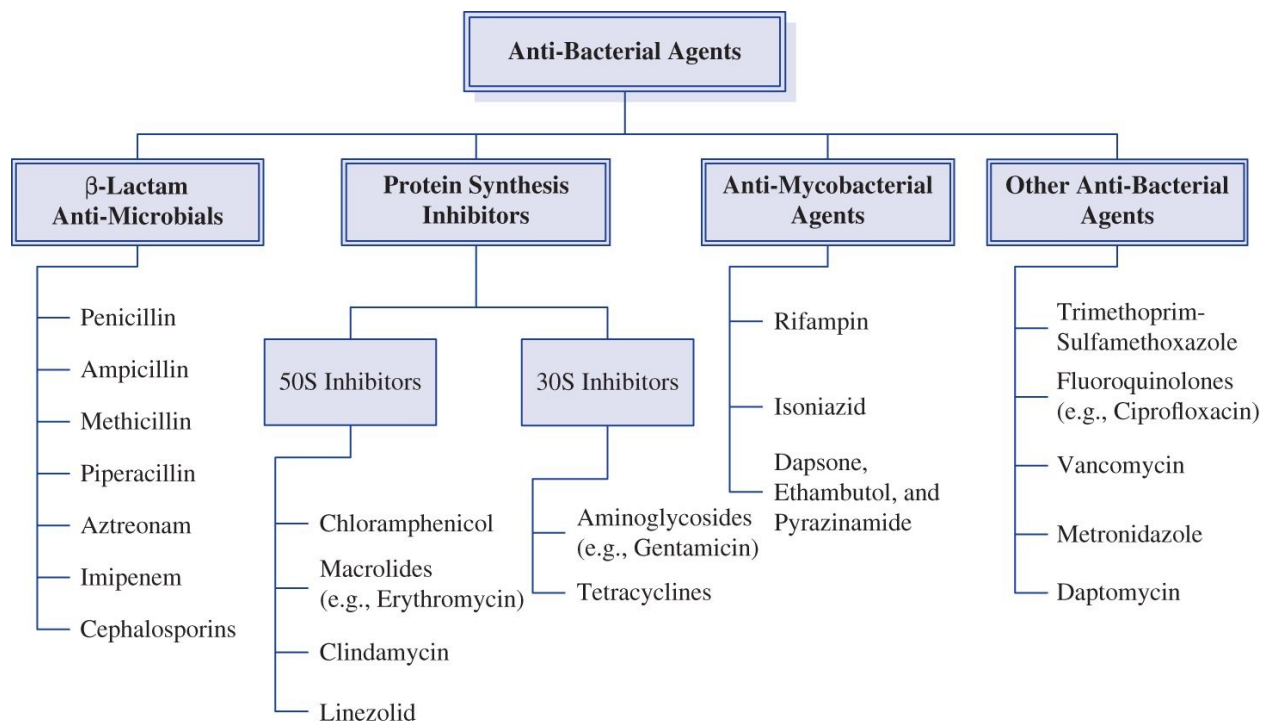 Anti-Bacterial Agents
β-Lactam
Anti-Microbials
Protein Synthesis
Inhibitors
Anti-Mycobacterial
Agents
Other Anti-Bacterial
Agents
Penicillin
Ampicillin
Methicillin
Piperacillin
Aztreonam
Imipenem
Cephalosporins
50S Inhibitors
Chloramphenicol
Macrolides
(e.g., Erythromycin)
Clindamycin
Linezolid
30S Inhibitors
Aminoglycosides
(e.g., Gentamicin)
Tetracyclines
Rifampin
Isoniazid
Dapsone,
Ethambutol, and
Pyrazinamide
Trimethoprim-
Sulfamethoxazole
Fluoroquinolones
(e.g., Ciprofloxacin)
Vancomycin
Metronidazole
Daptomycin